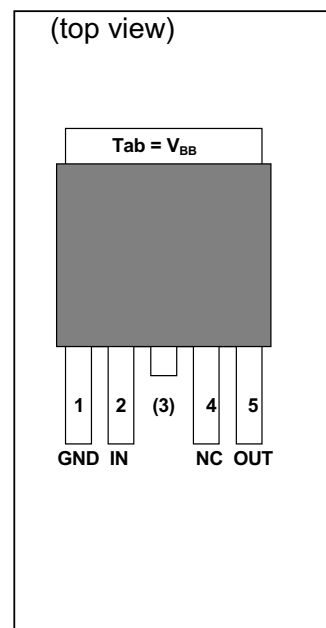 (top view)
Tab = VBB
1 2 (3) 4 5
GND IN NC OUT